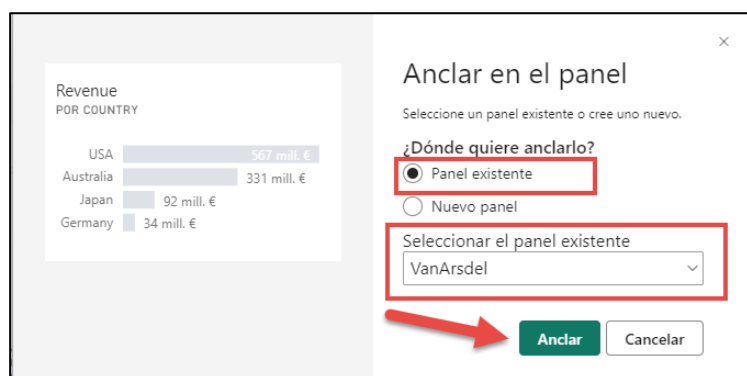 Revenue
POR COUNTRY
USA 567 mill. €
Australia 331 mill. €
Japan 92 mill. €
Germany 34 mill. €
Anclar en el panel
Seleccione un panel existente o cree uno nuevo.
¿Dónde quiere anclarlo?
Panel existente
Nuevo panel
Seleccionar el panel existente
VanArsdel
Anclar Cancelar